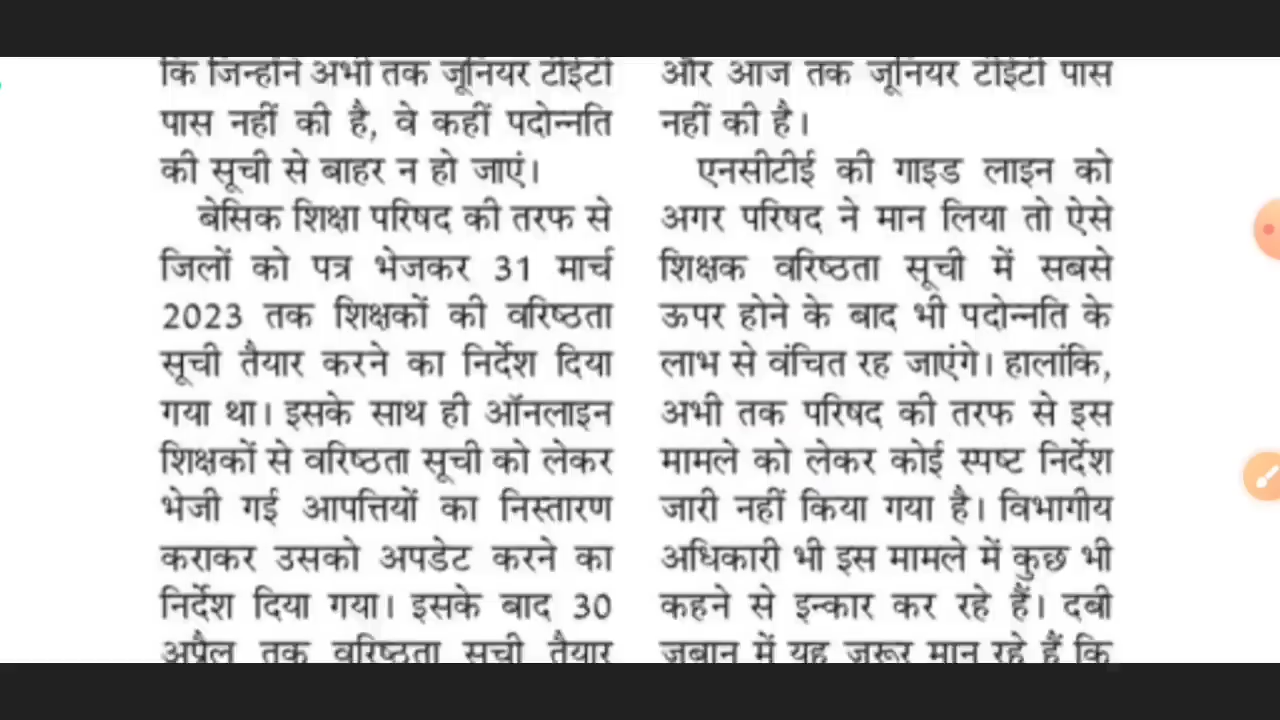 कि जिन्होंने अभी तक जूनियर टीईटी
पास नहीं की है, वे कहीं पदोन्नति
की सूची से बाहर न हो जाएं।
बेसिक शिक्षा परिषद की तरफ से
जिलों को पत्र भेजकर 31 मार्च
2023 तक शिक्षकों की वरिष्ठता
सूची तैयार करने का निर्देश दिया
गया था। इसके साथ ही ऑनलाइन
शिक्षकों से वरिष्ठता सूची को लेकर
भेजी गई आपत्तियों का निस्तारण
कराकर उसको अपडेट करने का
निर्देश दिया गया। इसके बाद 30
अप्रैल तक वरिष्ठता सूची तैयार
और आज तक जूनियर टीईटी पास
नहीं की है।
एनसीटीई की गाइड लाइन को
अगर परिषद ने मान लिया तो ऐसे
शिक्षक वरिष्ठता सूची में सबसे
ऊपर होने के बाद भी पदोन्नति के
लाभ से वंचित रह जाएंगे। हालांकि,
अभी तक परिषद की तरफ से इस
मामले को लेकर कोई स्पष्ट निर्देश
जारी नहीं किया गया है। विभागीय
अधिकारी भी इस मामले में कुछ भी
कहने से इन्कार कर रहे हैं। दबी
जुबान में यह जरूर मान रहे हैं कि